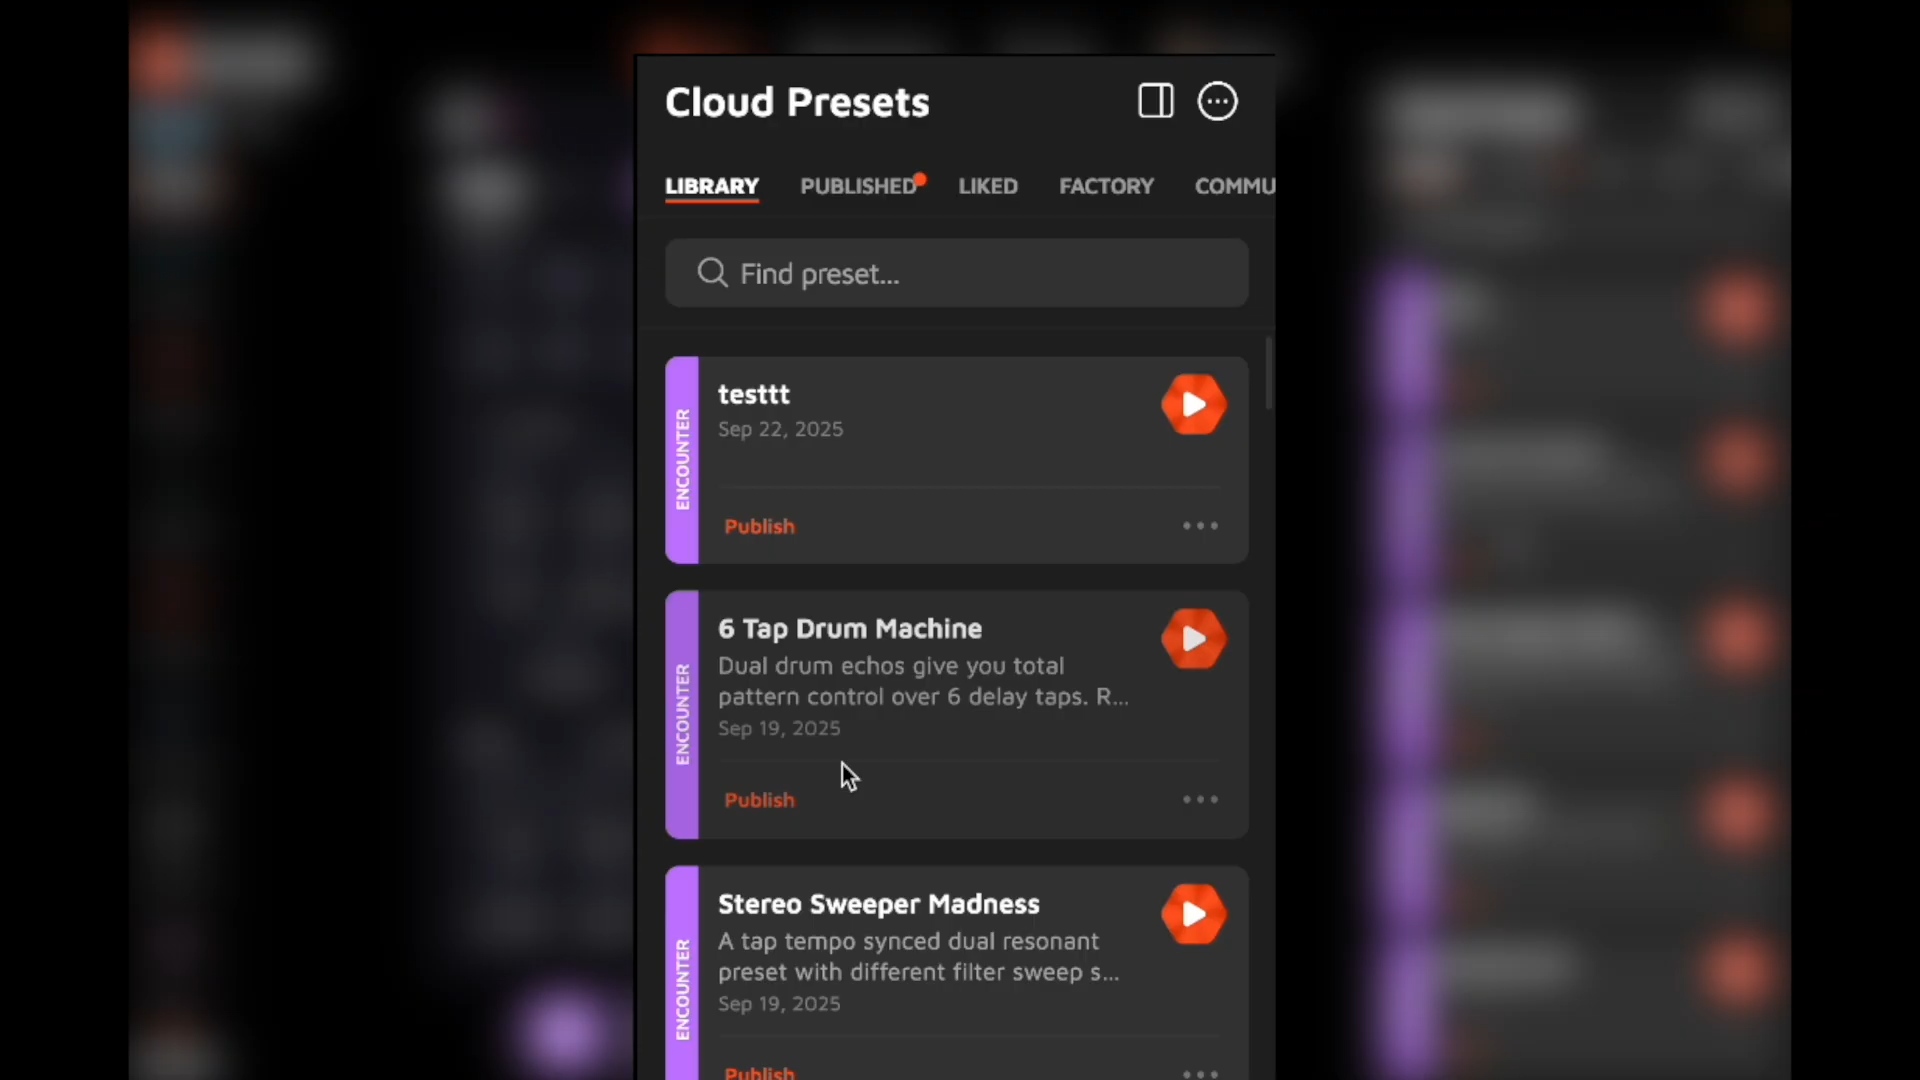 Cloud Presets
LIBRARY PUBLISHED LIKED FACTORY COMMU
Find preset...
ENCOUNTER
testtt
Sep 22, 2025
Publish
ENCOUNTER
6 Tap Drum Machine
Dual drum echos give you total
pattern control over 6 delay taps. R...
Sep 19, 2025
Publish
ENCOUNTER
Stereo Sweeper Madness
A tap tempo synced dual resonant
preset with different filter sweep s...
Sep 19, 2025
Publish